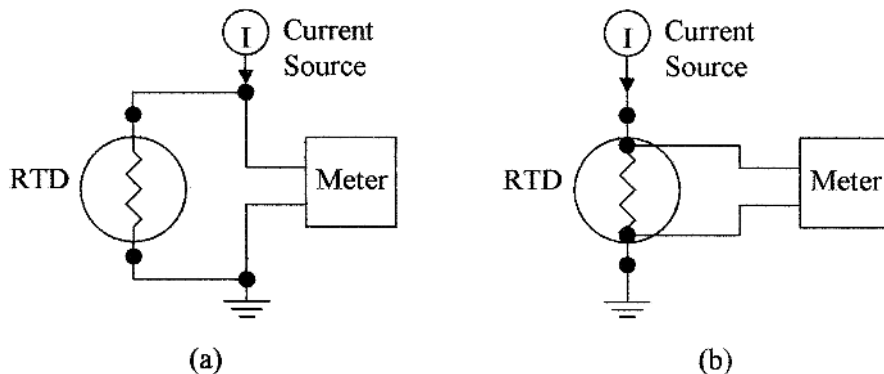 I Current
Source
RTD
Meter
(a)
I Current
Source
RTD
Meter
(b)